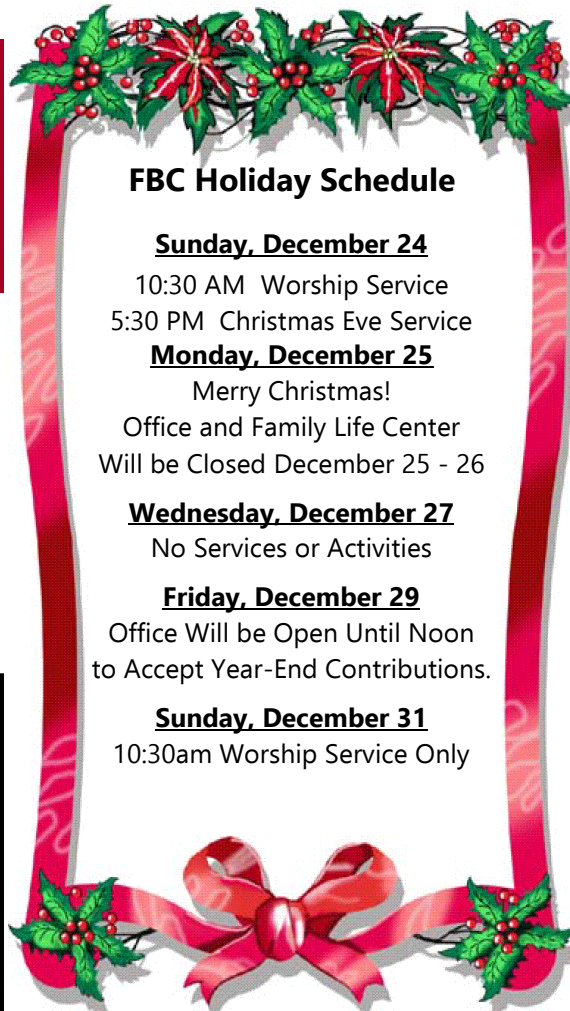 FBC Holiday Schedule
Sunday, December 24
10:30 AM  Worship Service
5:30 PM  Christmas Eve Service
Monday, December 25
Merry Christmas!
Office and Family Life Center
Will be Closed December 25 - 26
Wednesday, December 27
No Services or Activities
Friday, December 29
Office Will be Open Until Noon
to Accept Year-End Contributions.
Sunday, December 31
10:30am Worship Service Only